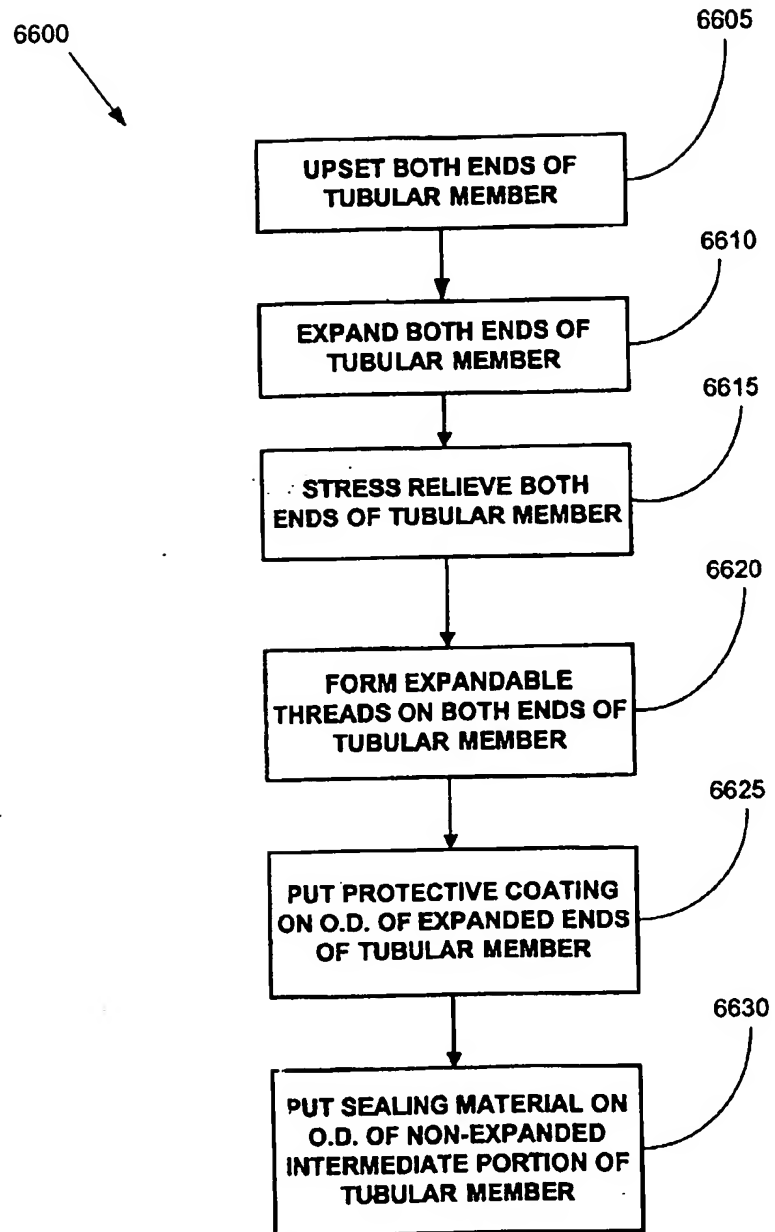 6600
6605
UPSET BOTH ENDS OF
TUBULAR MEMBER
6610
EXPAND BOTH ENDS OF
TUBULAR MEMBER
6615
STRESS RELIEVE BOTH
ENDS OF TUBULAR MEMBER
6620
FORM EXPANDABLE
THREADS ON BOTH ENDS OF
TUBULAR MEMBER
6625
PUT PROTECTIVE COATING
ON O.D. OF EXPANDED ENDS
OF TUBULAR MEMBER
6630
PUT SEALING MATERIAL ON
O.D. OF NON-EXPANDED
INTERMEDIATE PORTION OF
TUBULAR MEMBER